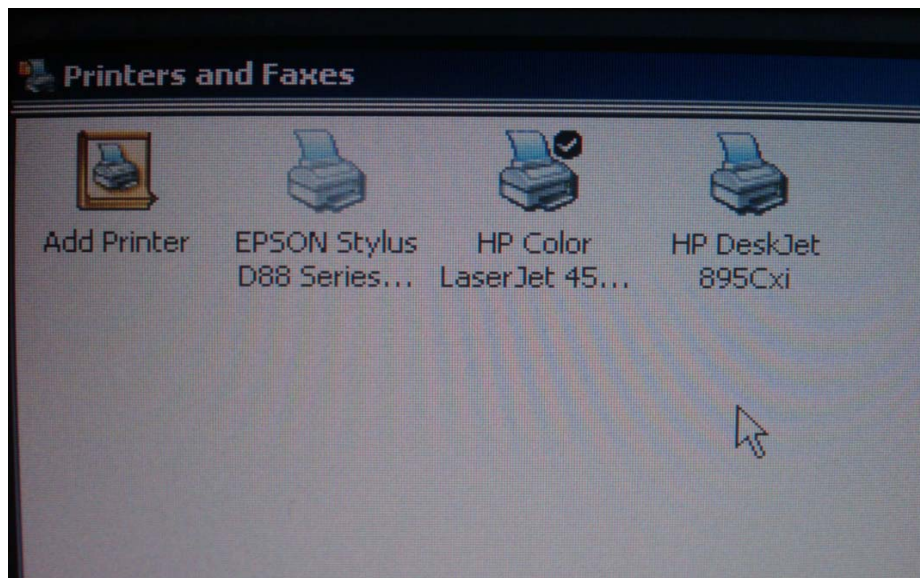 Printers and Faxes
Add Printer
EPSON Stylus
D88 Series...
HP Color
LaserJet 45...
HP DeskJet
895Cxi